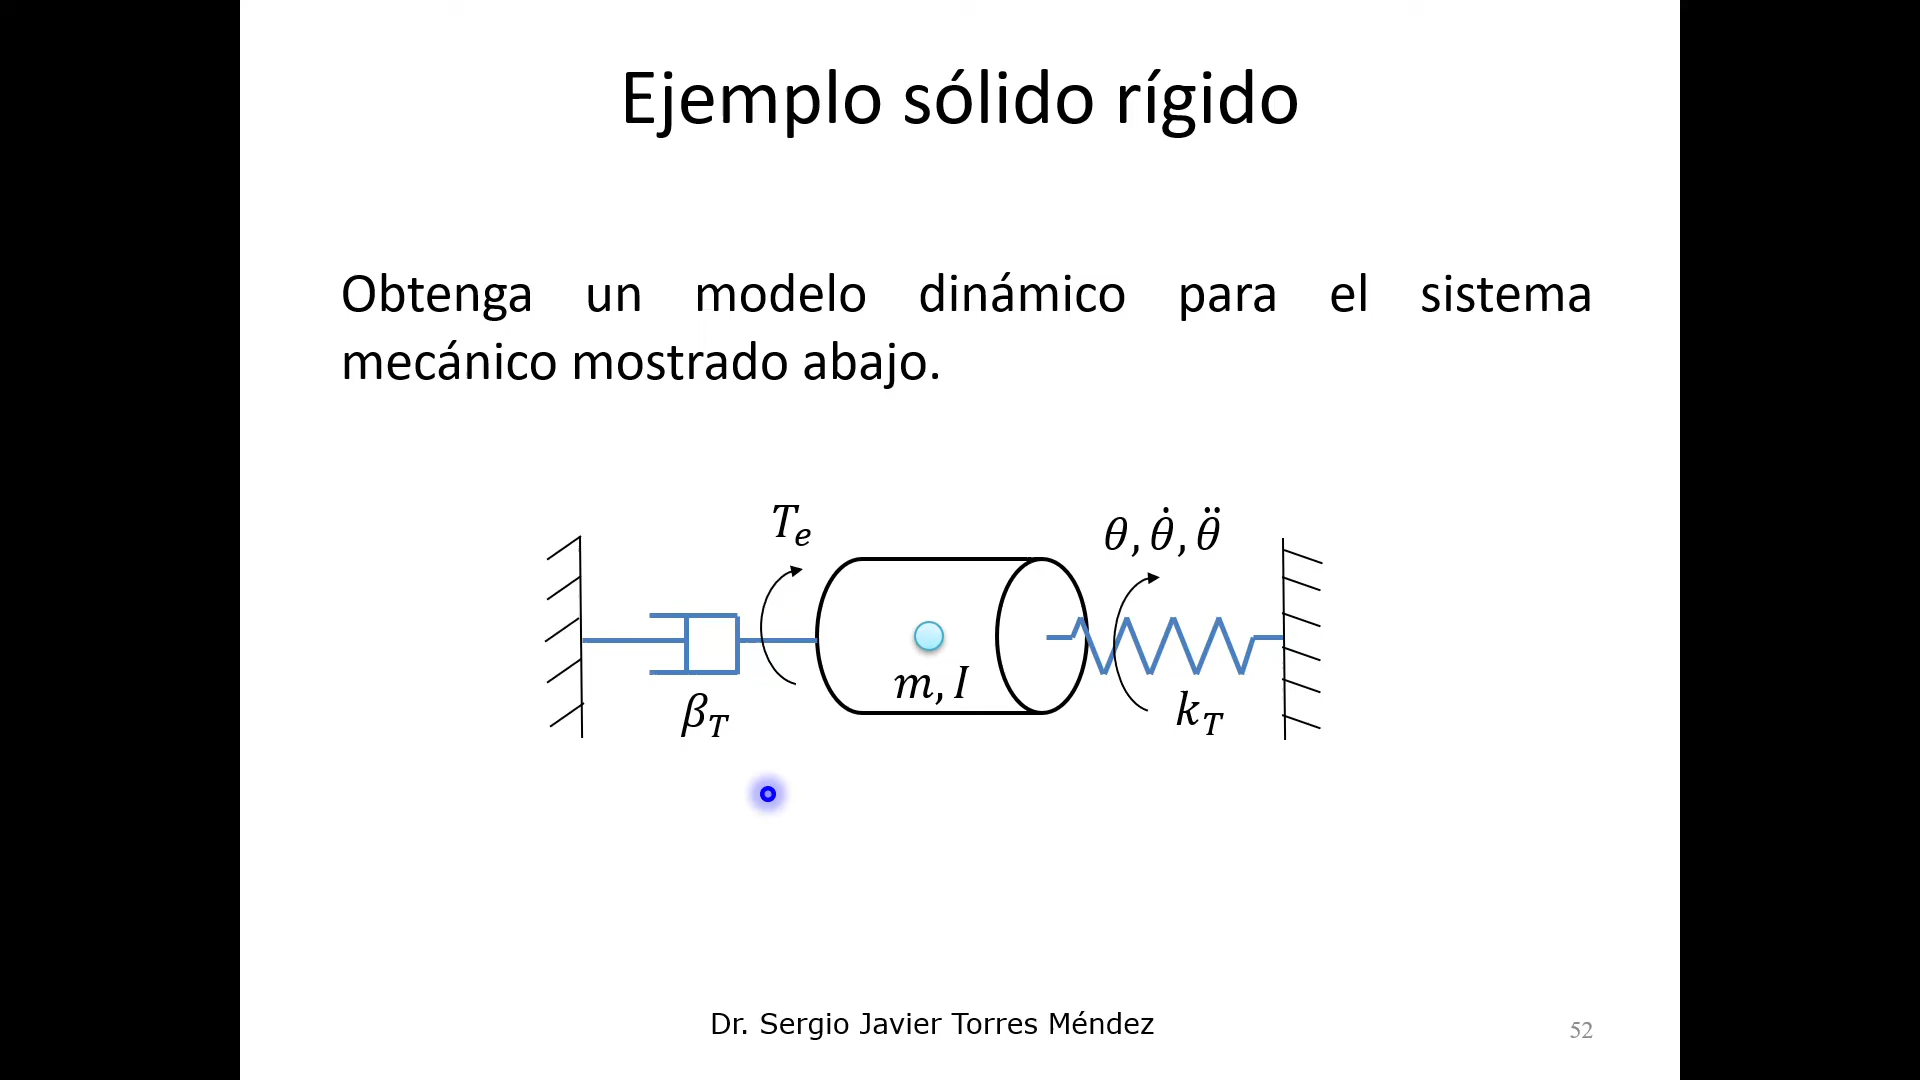 Ejemplo sólido rígido
Obtenga un modelo dinámico para el sistema
mecánico mostrado abajo.
Tₑ
θ, θ̇, θ̈
m, I
β_T
k_T
Dr. Sergio Javier Torres Méndez
52